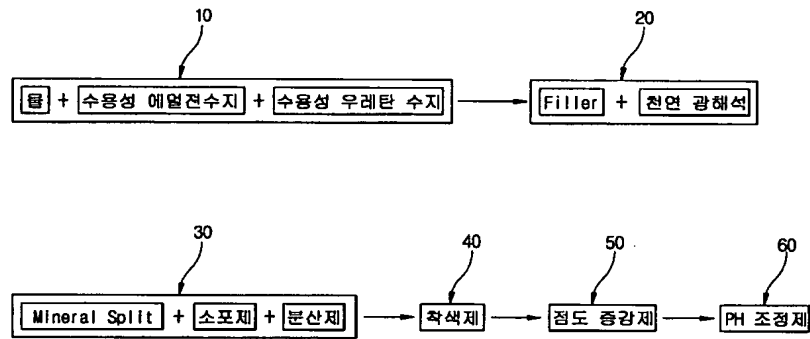 10
20
물 + 수용성 에멀젼수지 + 수용성 우레탄 수지
Filler + 천연 광해석
30
40
50
60
Mineral Split + 소포제 + 분산제
착색제
점도 증감제
PH 조정제